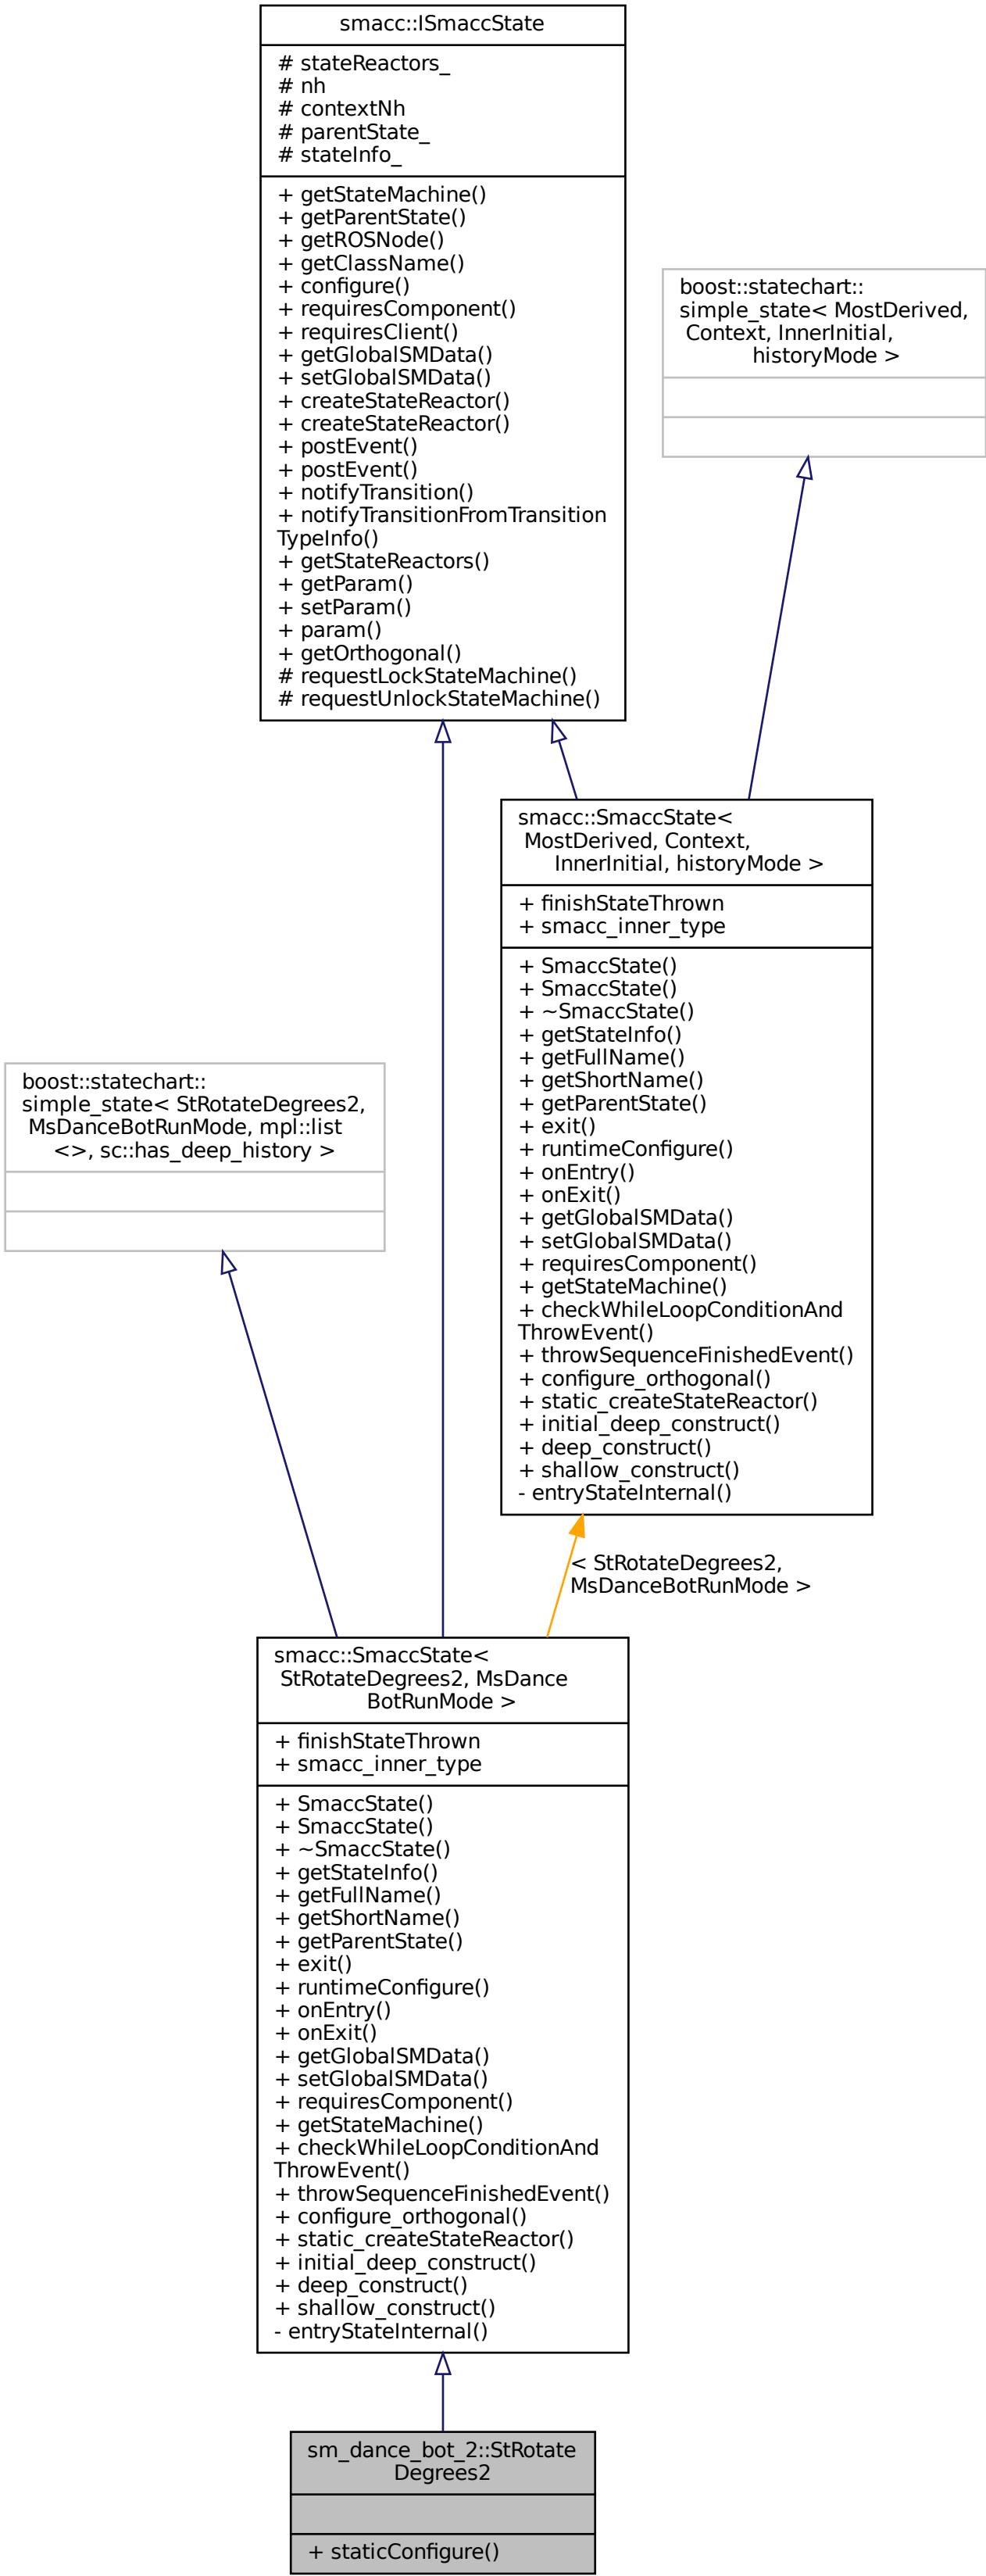 smacc::ISmaccState
# stateReactors_
# nh
# contextNh
# parentState_
# stateInfo_
+ getStateMachine()
+ getParentState()
+ getROSNode()
+ getClassName()
+ configure()
+ requiresComponent()
+ requiresClient()
+ getGlobalSMData()
+ setGlobalSMData()
+ createStateReactor()
+ createStateReactor()
+ postEvent()
+ postEvent()
+ notifyTransition()
+ notifyTransitionFromTransition
TypeInfo()
+ getStateReactors()
+ getParam()
+ setParam()
+ param()
+ getOrthogonal()
# requestLockStateMachine()
# requestUnlockStateMachine()
boost::statechart::
simple_state< MostDerived,
Context, InnerInitial,
historyMode >
smacc::SmaccState<
MostDerived, Context,
InnerInitial, historyMode >
+ finishStateThrown
+ smacc_inner_type
+ SmaccState()
+ SmaccState()
+ ~SmaccState()
+ getStateInfo()
+ getFullName()
+ getShortName()
+ getParentState()
+ exit()
+ runtimeConfigure()
+ onEntry()
+ onExit()
+ getGlobalSMData()
+ setGlobalSMData()
+ requiresComponent()
+ getStateMachine()
+ checkWhileLoopConditionAnd
ThrowEvent()
+ throwSequenceFinishedEvent()
+ configure_orthogonal()
+ static_createStateReactor()
+ initial_deep_construct()
+ deep_construct()
+ shallow_construct()
- entryStateInternal()
boost::statechart::
simple_state< StRotateDegrees2,
MsDanceBotRunMode, mpl::list
<>, sc::has_deep_history >
< StRotateDegrees2,
MsDanceBotRunMode >
smacc::SmaccState<
StRotateDegrees2, MsDance
BotRunMode >
+ finishStateThrown
+ smacc_inner_type
+ SmaccState()
+ SmaccState()
+ ~SmaccState()
+ getStateInfo()
+ getFullName()
+ getShortName()
+ getParentState()
+ exit()
+ runtimeConfigure()
+ onEntry()
+ onExit()
+ getGlobalSMData()
+ setGlobalSMData()
+ requiresComponent()
+ getStateMachine()
+ checkWhileLoopConditionAnd
ThrowEvent()
+ throwSequenceFinishedEvent()
+ configure_orthogonal()
+ static_createStateReactor()
+ initial_deep_construct()
+ deep_construct()
+ shallow_construct()
- entryStateInternal()
sm_dance_bot_2::StRotate
Degrees2
+ staticConfigure()